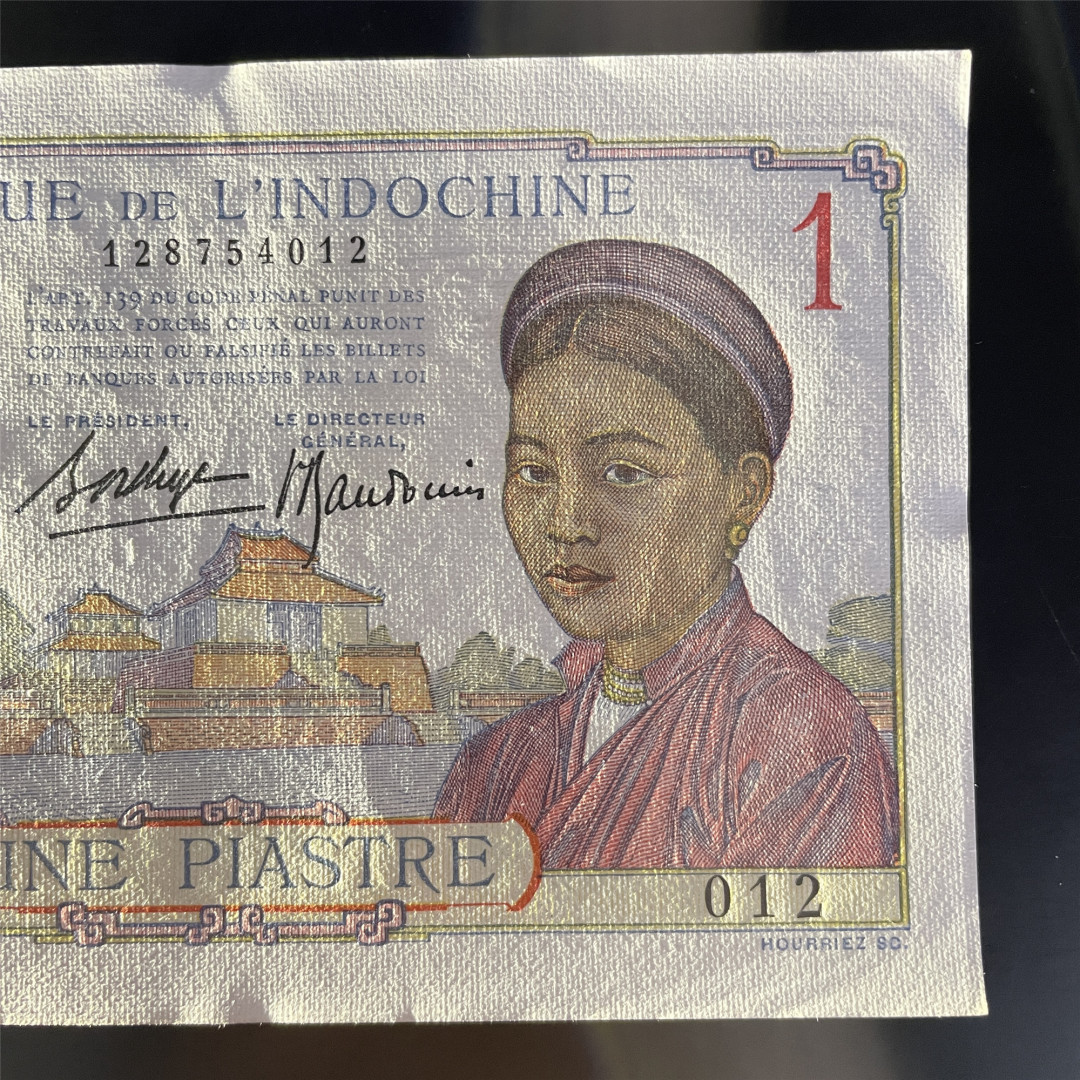 UE DE L'INDOCHINE
1
128754012
L'ART. 139 DU CODE PÉNAL PUNIT DES
TRAVAUX FORCÉS CEUX QUI AURONT
CONTREFAIT OU FALSIFIÉ LES BILLETS
DE BANQUES AUTORISÉES PAR LA LOI
LE PRÉSIDENT,
LE DIRECTEUR
GÉNÉRAL,
UNE PIASTRE
012
HOURRIEZ SC.